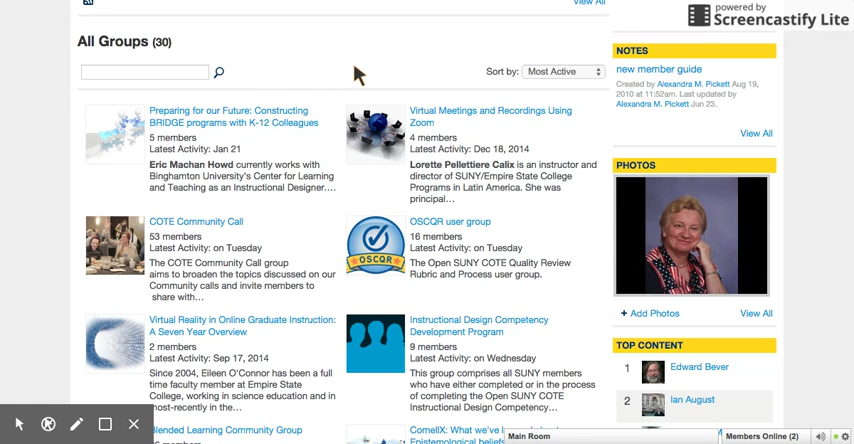 View All
powered by
Screencastify Lite
All Groups (30)
Sort by: Most Active
Preparing for our Future: Constructing
BRIDGE programs with K-12 Colleagues
5 members
Latest Activity: Jan 21
Eric Machan Howd currently works with
Binghamton University's Center for
Learning and Teaching as an Instructional Designer....
Virtual Meetings and Recordings Using
Zoom
4 members
Latest Activity: Dec 18, 2014
Lorette Pellettiere Calix is an instructor and
director of SUNY/Empire State College
Programs in Latin America. She was
principal...
COTE Community Call
53 members
Latest Activity: on Tuesday
The COTE Community Call group
aims to broaden the topics discussed on our
Community calls and invite members to
share with...
OSCQR
OSCQR user group
16 members
Latest Activity: on Tuesday
The Open SUNY COTE Quality Review
Rubric and Process user group.
Virtual Reality in Online Graduate Instruction:
A Seven Year Overview
2 members
Latest Activity: Sep 17, 2014
Since 2004, Eileen O'Connor has been a full
time faculty member at Empire State
College, working in science education and in
most-recently in the...
Instructional Design Competency
Development Program
9 members
Latest Activity: on Wednesday
This group comprises all SUNY members
who have either completed or in the process
of completing the Open SUNY COTE
Instructional Design Competency...
Blended Learning Community Group
members
CornellX: What we've
Epistemological
NOTES
new member guide
Created by Alexandra M. Pickett Aug 19,
2010 at 11:52am. Last updated by
Alexandra M. Pickett Jun 23.
View All
PHOTOS
+ Add Photos
View All
TOP CONTENT
1 Edward Bever
2 Ian August
Main Room
Members Online (2)